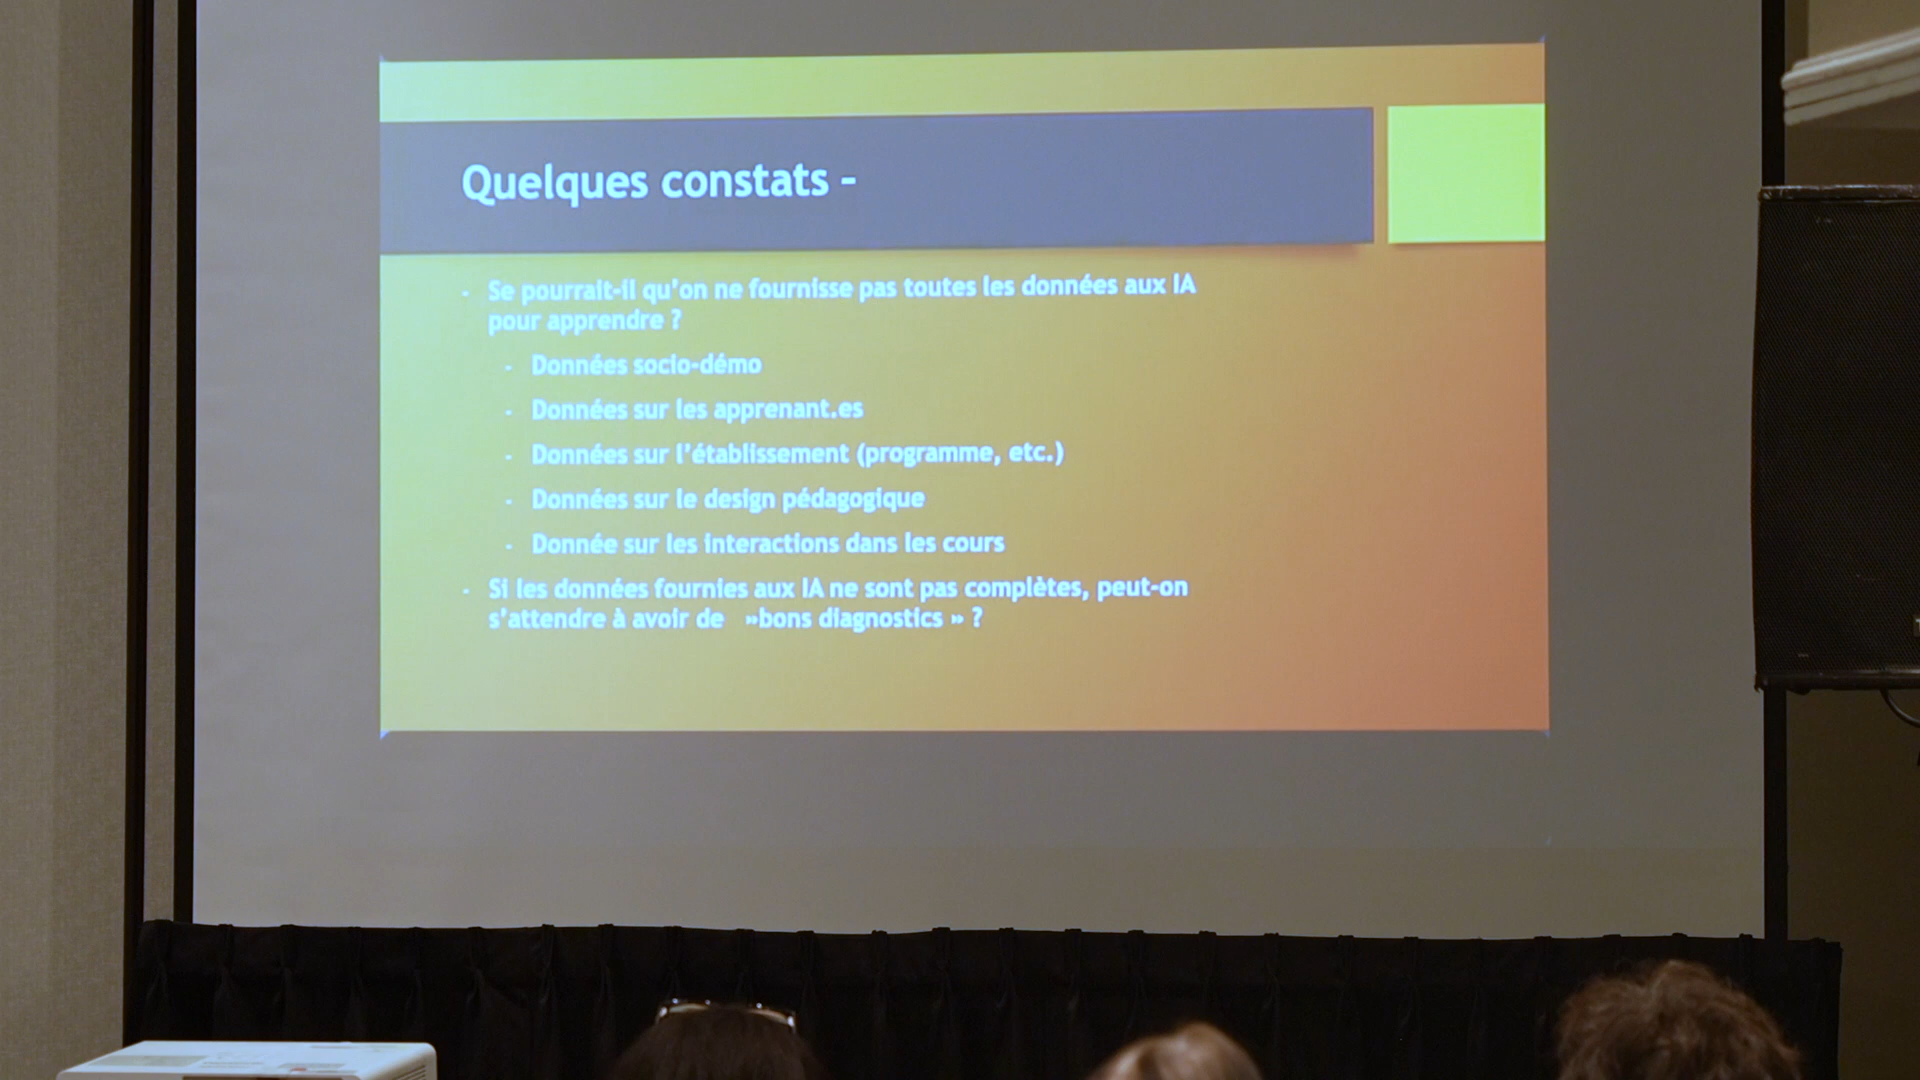 Quelques constats -
- Se pourrait-il qu'on ne fournisse pas toutes les données aux IA
pour apprendre ?
- Données socio-démo
- Données sur les apprenant.es
- Données sur l'établissement (programme, etc.)
- Données sur le design pédagogique
- Donnée sur les interactions dans les cours
- Si les données fournies aux IA ne sont pas complètes, peut-on
s'attendre à avoir de »bons diagnostics » ?